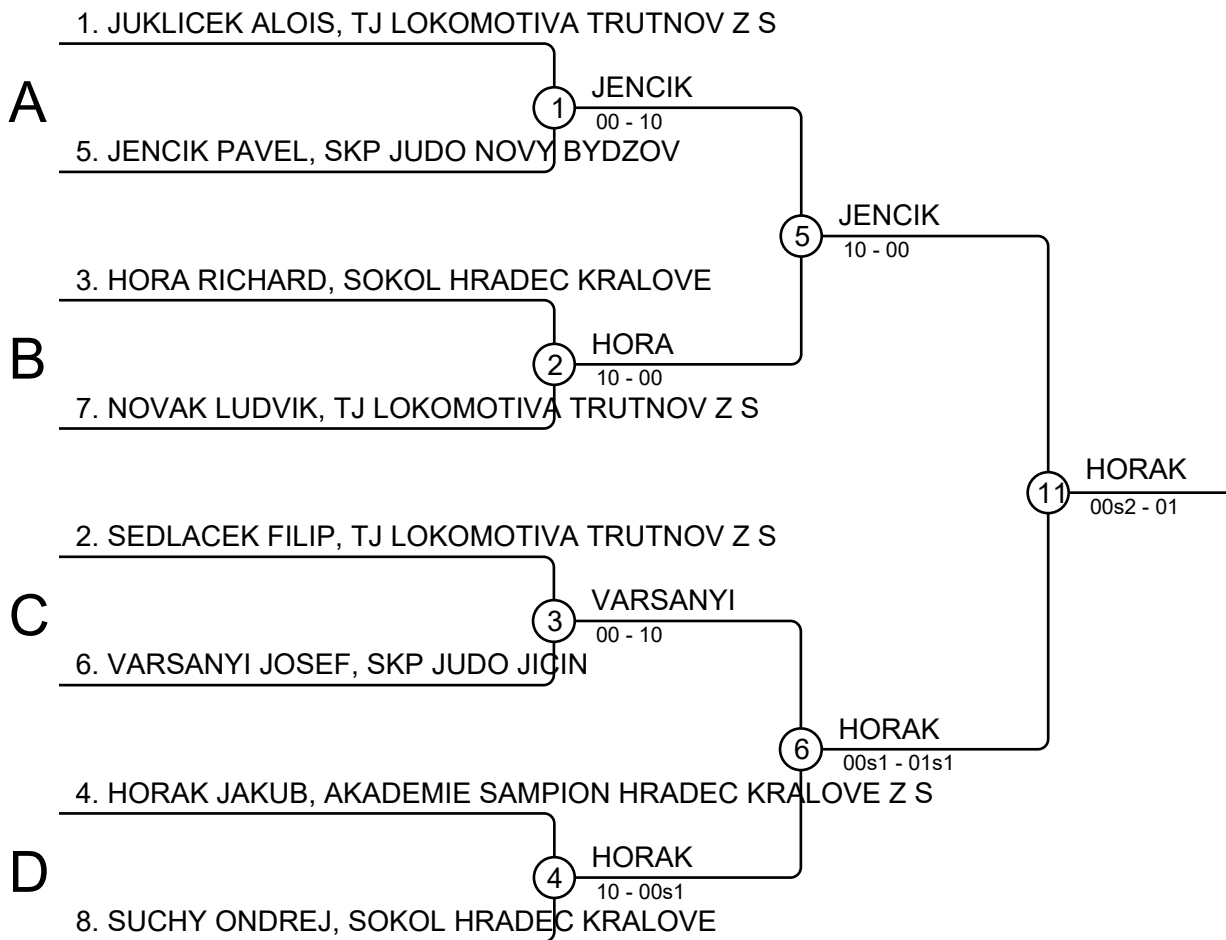 1. JUKLICEK ALOIS, TJ LOKOMOTIVA TRUTNOV Z S
A
1
JENCIK
00 - 10
5. JENCIK PAVEL, SKP JUDO NOVY BYDZOV
5
JENCIK
10 - 00
3. HORA RICHARD, SOKOL HRADEC KRALOVE
B
2
HORA
10 - 00
7. NOVAK LUDVIK, TJ LOKOMOTIVA TRUTNOV Z S
11
HORAK
00s2 - 01
2. SEDLACEK FILIP, TJ LOKOMOTIVA TRUTNOV Z S
C
3
VARSANYI
00 - 10
6. VARSANYI JOSEF, SKP JUDO JICIN
6
HORAK
00s1 - 01s1
4. HORAK JAKUB, AKADEMIE SAMPION HRADEC KRALOVE Z S
D
4
HORAK
10 - 00s1
8. SUCHY ONDREJ, SOKOL HRADEC KRALOVE